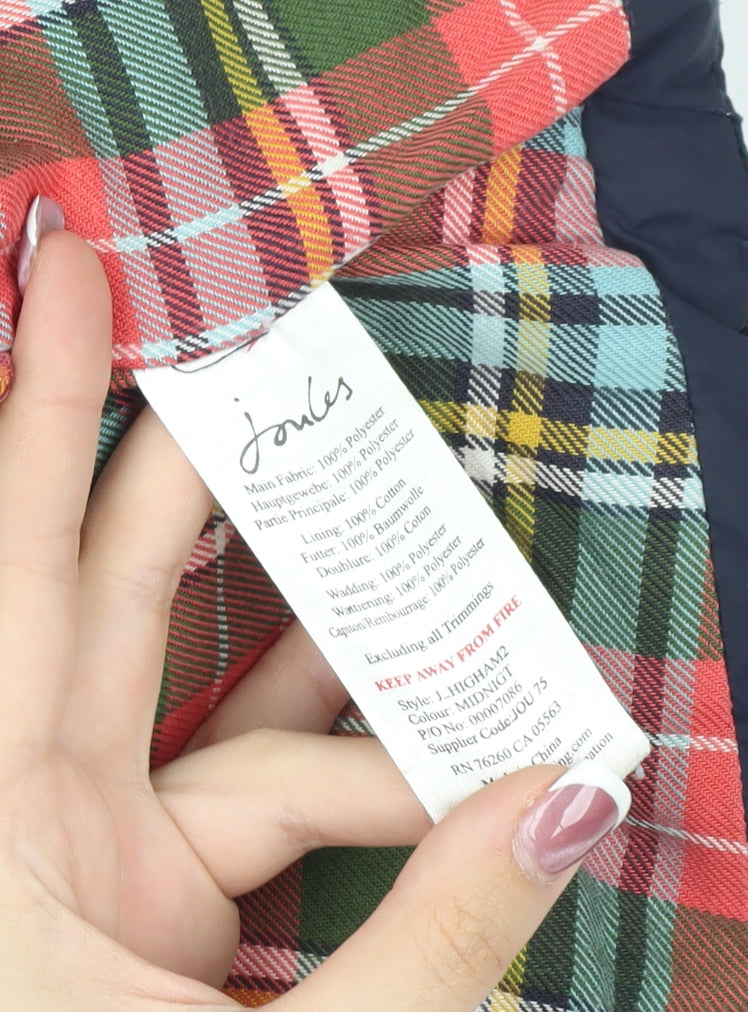 Joules
Main Fabric: 100% Polyester
Hauptgewebe: 100% Polyester
Partie Principale: 100% Polyester
Lining: 100% Cotton
Futter: 100% Baumwolle
Doublure: 100% Coton
Wadding: 100% Polyester
Wattierung: 100% Polyester
Capiton/Rembourrage 100% Polyester
Excluding all Trimmings
KEEP AWAY FROM FIRE
Style: J_HIGHAM2
Colour: MIDNIGT
P/O No: 00007086
Supplier Code:JOU 75
RN 76260 CA 05563
China